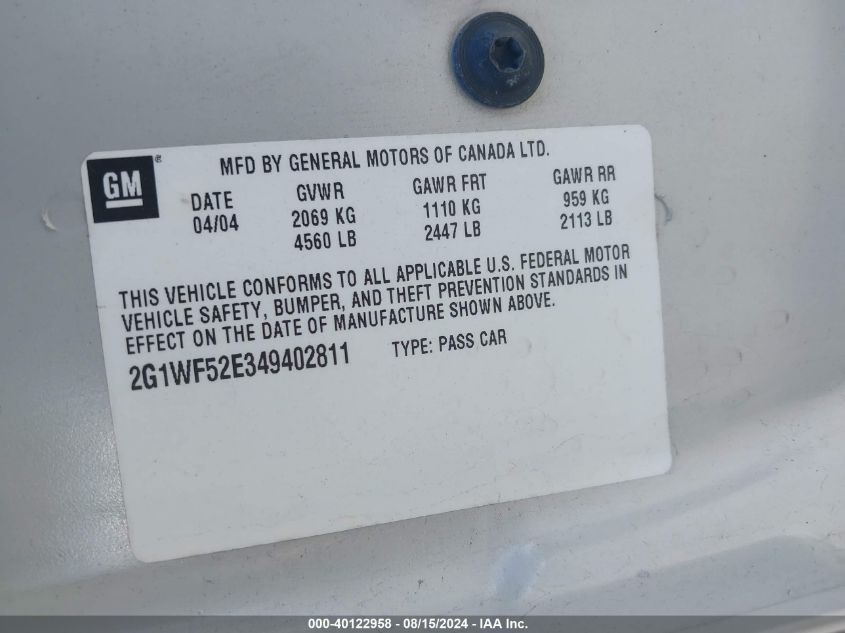 GM®
MFD BY GENERAL MOTORS OF CANADA LTD.
DATE GVWR GAWR FRT GAWR RR
04/04 2069 KG 1110 KG 959 KG
4560 LB 2447 LB 2113 LB
THIS VEHICLE CONFORMS TO ALL APPLICABLE U.S. FEDERAL MOTOR
VEHICLE SAFETY, BUMPER, AND THEFT PREVENTION STANDARDS IN
EFFECT ON THE DATE OF MANUFACTURE SHOWN ABOVE.
2G1WF52E349402811 TYPE: PASS CAR
000-40122958 - 08/15/2024 - IAA Inc.